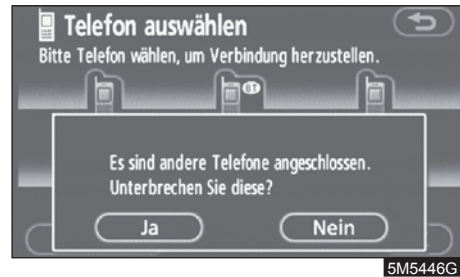 Telefon auswählen
Bitte Telefon wählen, um Verbindung herzustellen.
BT
Es sind andere Telefone angeschlossen.
Unterbrechen Sie diese?
Ja Nein
5M5446G